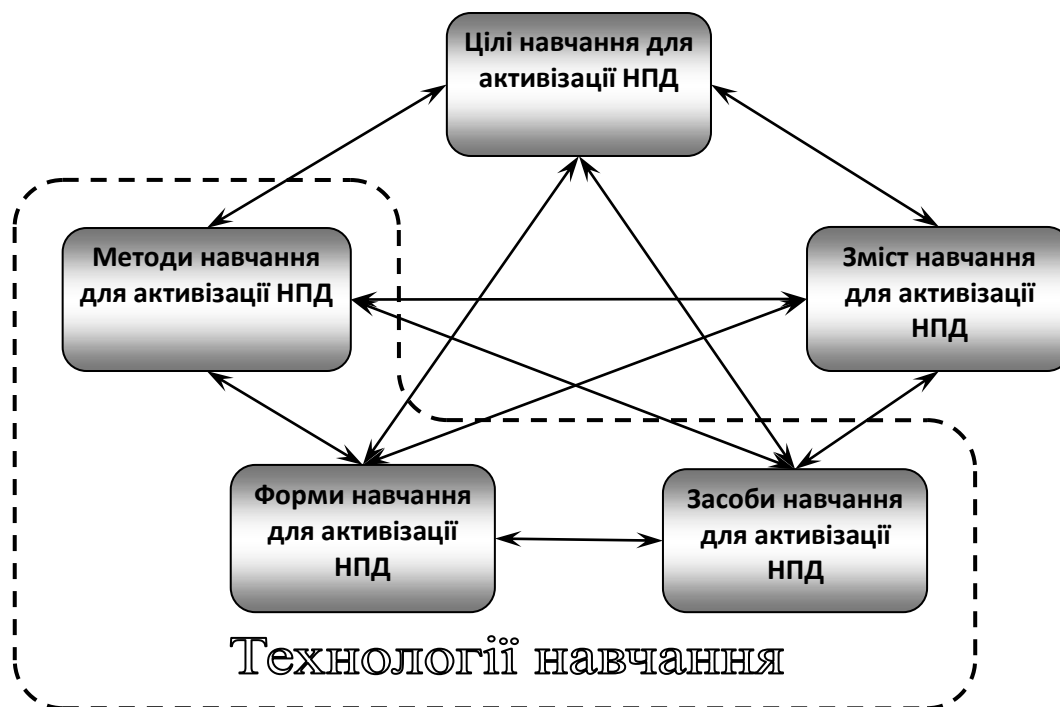 Цілі навчання для
активізації НПД
Методи навчання
для активізації НПД
Зміст навчання
для активізації
НПД
Форми навчання
для активізації
НПД
Засоби навчання
для активізації
НПД
Технології навчання